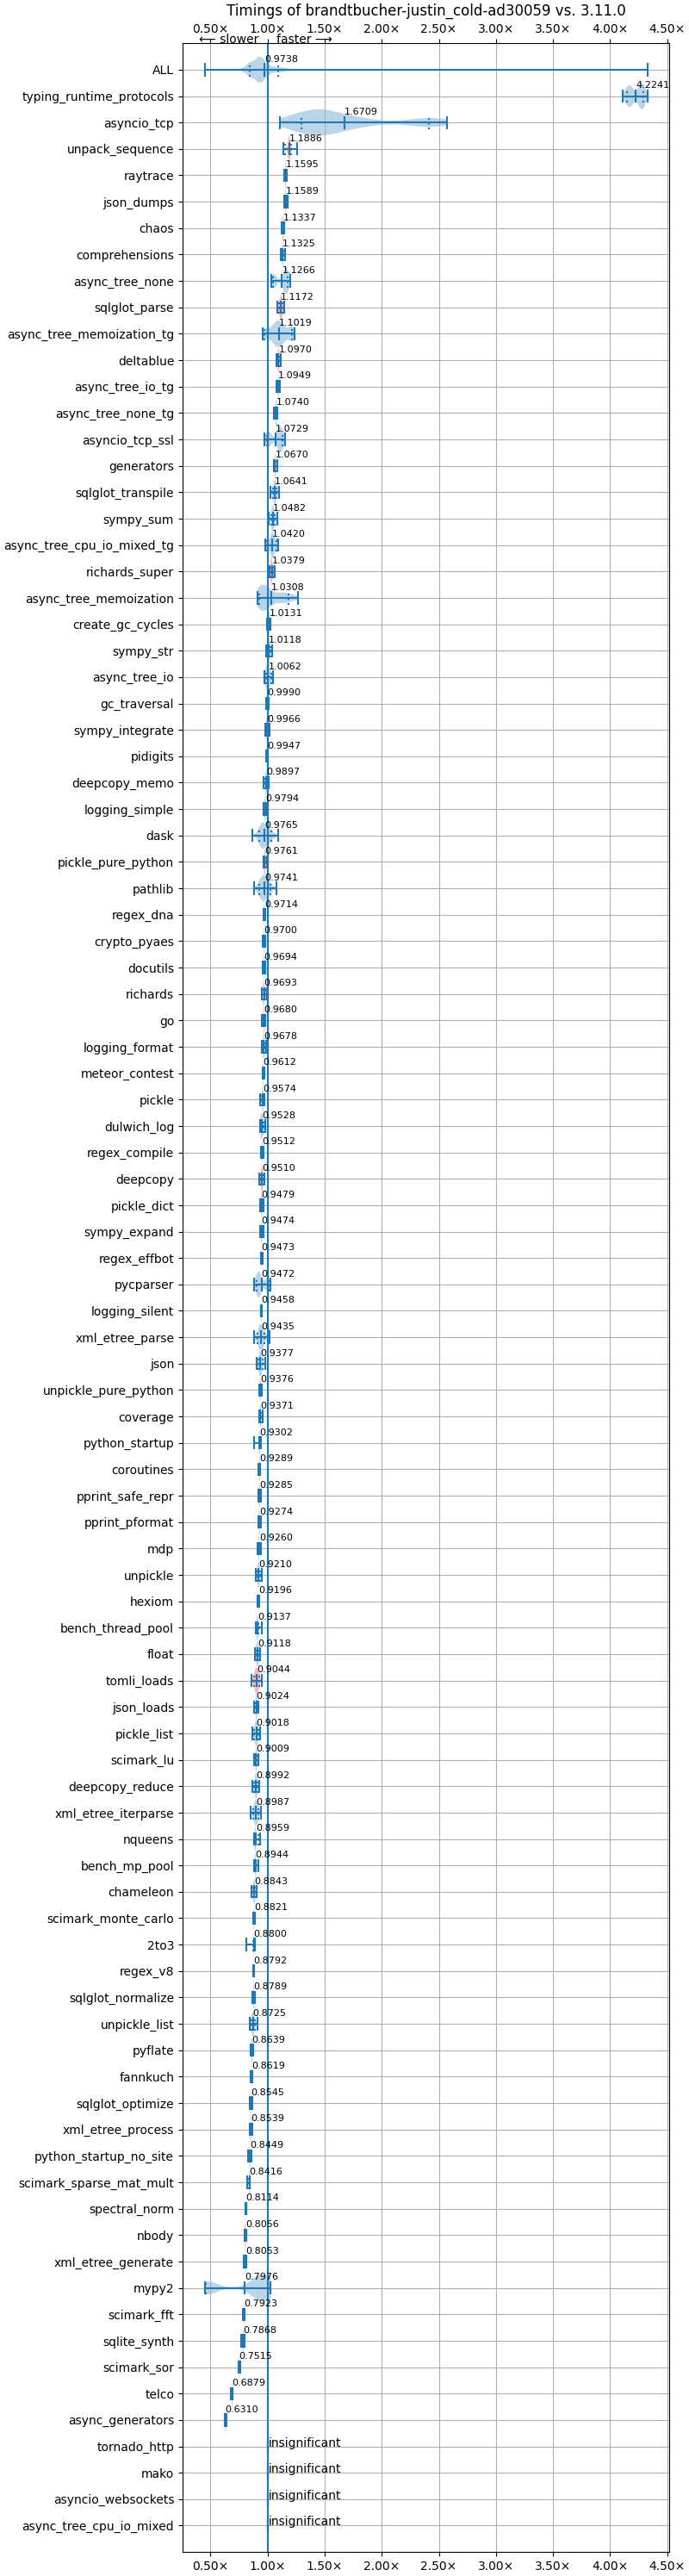 Timings of brandtbucher-justin_cold-ad30059 vs. 3.11.0
0.50× 1.00× 1.50× 2.00× 2.50× 3.00× 3.50× 4.00× 4.50×
⟵ slower faster ⟶
ALL 0.9738
typing_runtime_protocols 4.2241
asyncio_tcp 1.6709
unpack_sequence 1.1886
raytrace 1.1595
json_dumps 1.1589
chaos 1.1337
comprehensions 1.1325
async_tree_none 1.1266
sqlglot_parse 1.1172
async_tree_memoization_tg 1.1019
deltablue 1.0970
async_tree_io_tg 1.0949
async_tree_none_tg 1.0740
asyncio_tcp_ssl 1.0729
generators 1.0670
sqlglot_transpile 1.0641
sympy_sum 1.0482
async_tree_cpu_io_mixed_tg 1.0420
richards_super 1.0379
async_tree_memoization 1.0308
create_gc_cycles 1.0131
sympy_str 1.0118
async_tree_io 1.0062
gc_traversal 0.9990
sympy_integrate 0.9966
pidigits 0.9947
deepcopy_memo 0.9897
logging_simple 0.9794
dask 0.9765
pickle_pure_python 0.9761
pathlib 0.9741
regex_dna 0.9714
crypto_pyaes 0.9700
docutils 0.9694
richards 0.9693
go 0.9680
logging_format 0.9678
meteor_contest 0.9612
pickle 0.9574
dulwich_log 0.9528
regex_compile 0.9512
deepcopy 0.9510
pickle_dict 0.9479
sympy_expand 0.9474
regex_effbot 0.9473
pycparser 0.9472
logging_silent 0.9458
xml_etree_parse 0.9435
json 0.9377
unpickle_pure_python 0.9376
coverage 0.9371
python_startup 0.9302
coroutines 0.9289
pprint_safe_repr 0.9285
pprint_pformat 0.9274
mdp 0.9260
unpickle 0.9210
hexiom 0.9196
bench_thread_pool 0.9137
float 0.9118
tomli_loads 0.9044
json_loads 0.9024
pickle_list 0.9018
scimark_lu 0.9009
deepcopy_reduce 0.8992
xml_etree_iterparse 0.8987
nqueens 0.8959
bench_mp_pool 0.8944
chameleon 0.8843
scimark_monte_carlo 0.8821
2to3 0.8800
regex_v8 0.8792
sqlglot_normalize 0.8789
unpickle_list 0.8725
pyflate 0.8639
fannkuch 0.8619
sqlglot_optimize 0.8545
xml_etree_process 0.8539
python_startup_no_site 0.8449
scimark_sparse_mat_mult 0.8416
spectral_norm 0.8114
nbody 0.8056
xml_etree_generate 0.8053
mypy2 0.7976
scimark_fft 0.7923
sqlite_synth 0.7868
scimark_sor 0.7515
telco 0.6879
async_generators 0.6310
tornado_http insignificant
mako insignificant
asyncio_websockets insignificant
async_tree_cpu_io_mixed insignificant
0.50× 1.00× 1.50× 2.00× 2.50× 3.00× 3.50× 4.00× 4.50×